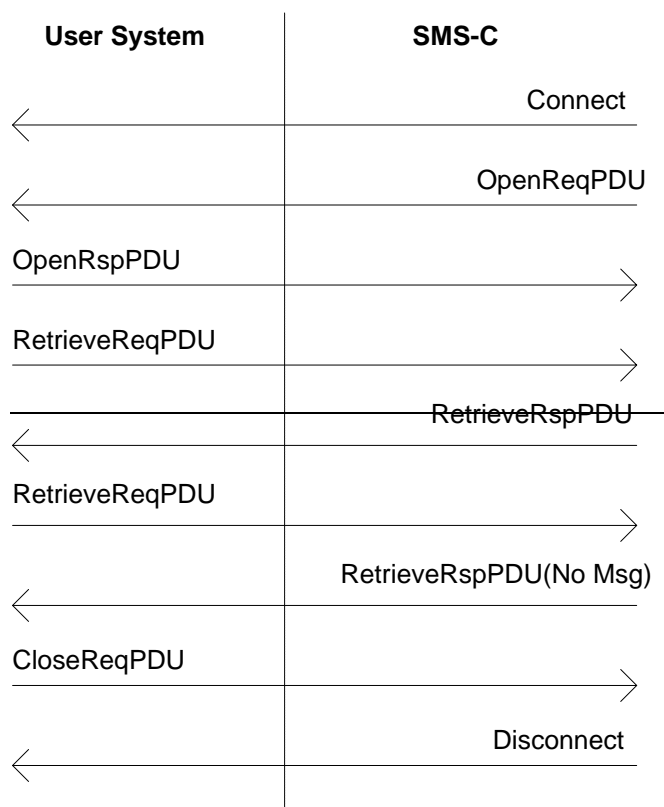 User System SMS-C
Connect
OpenReqPDU
OpenRspPDU
RetrieveReqPDU
RetrieveRspPDU
RetrieveReqPDU
RetrieveRspPDU(No Msg)
CloseReqPDU
Disconnect